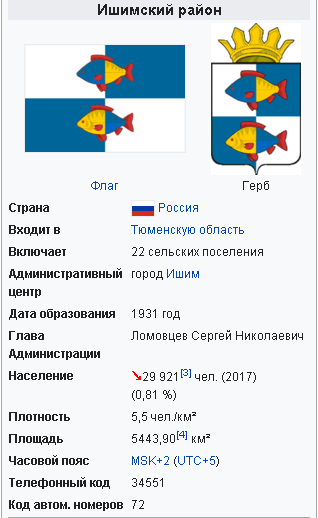 Ишимский район
Флаг Герб
Страна Россия
Входит в Тюменскую область
Включает 22 сельских поселения
Административный центр город Ишим
Дата образования 1931 год
Глава Администрации Ломовцев Сергей Николаевич
Население 29 921[3] чел. (2017)
(0,81 %)
Плотность 5,5 чел./км²
Площадь 5443,90[4] км²
Часовой пояс MSK+2 (UTC+5)
Телефонный код 34551
Код автом. номеров 72